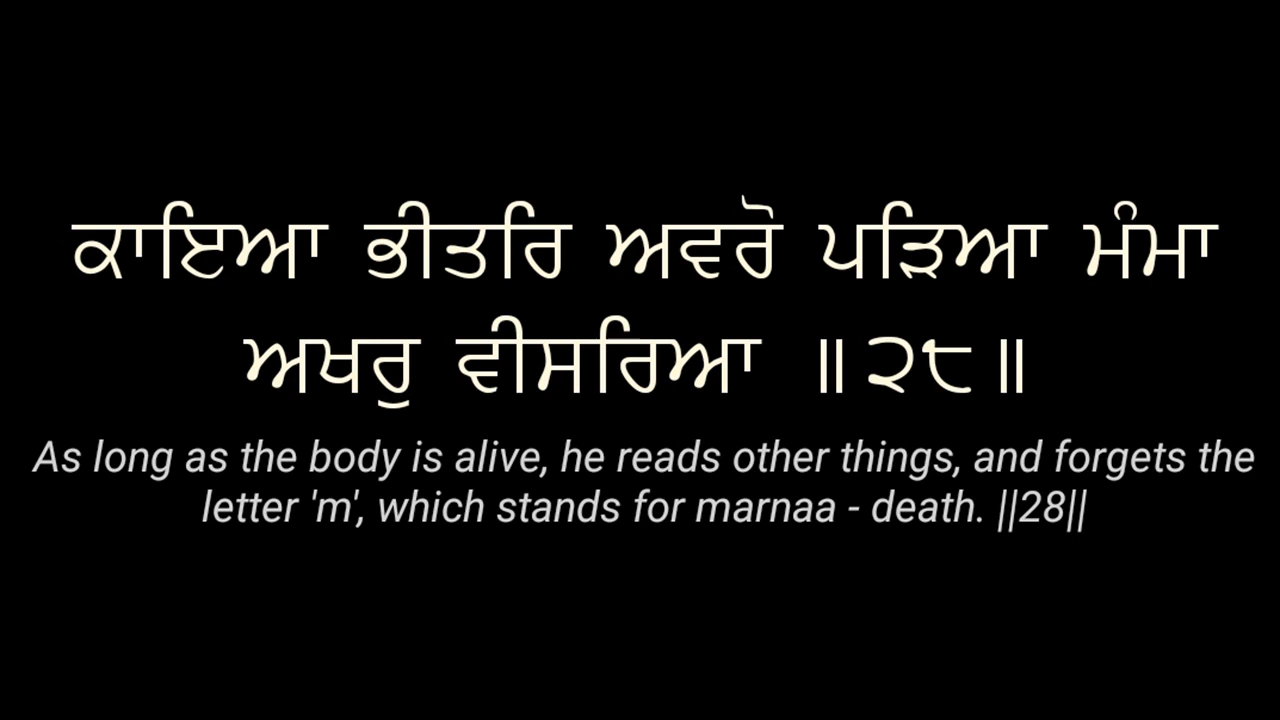 ਕਾਇਆ ਭੀਤਰਿ ਅਵਰੋ ਪੜਿਆ ਮੰਮਾ
ਅਖਰੁ ਵੀਸਰਿਆ ॥੨੮॥
As long as the body is alive, he reads other things, and forgets the
letter 'm', which stands for marnaa - death. ||28||